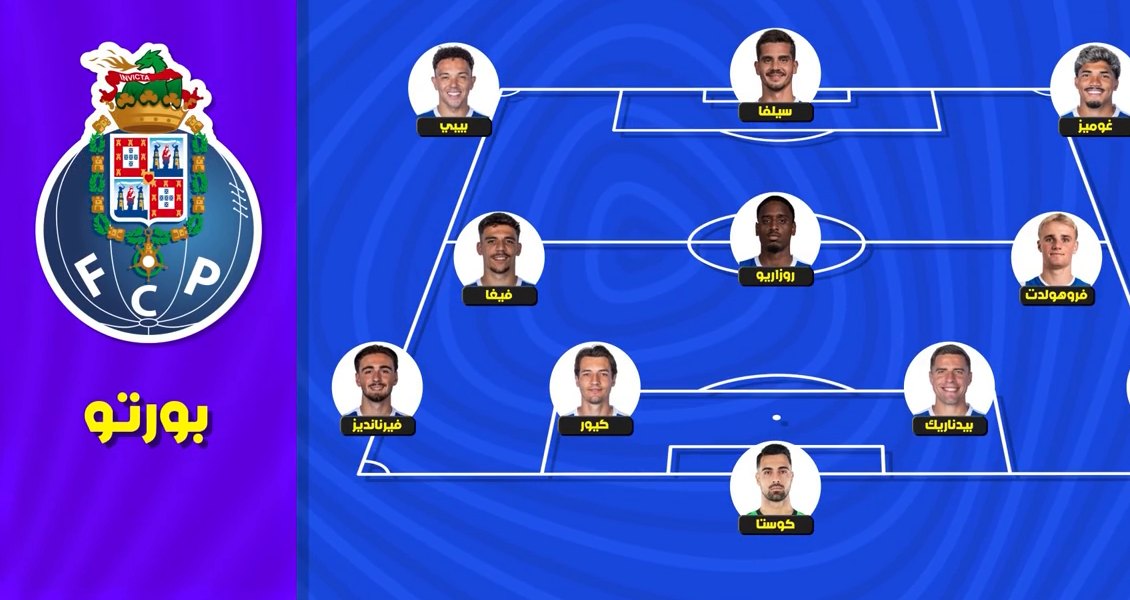 INVICTA
F C P
بورتو
بيبي
سيلفا
غوميز
فيغا
روزاريو
فروهولدت
فيرنانديز
كيور
بيدناريك
كوستا